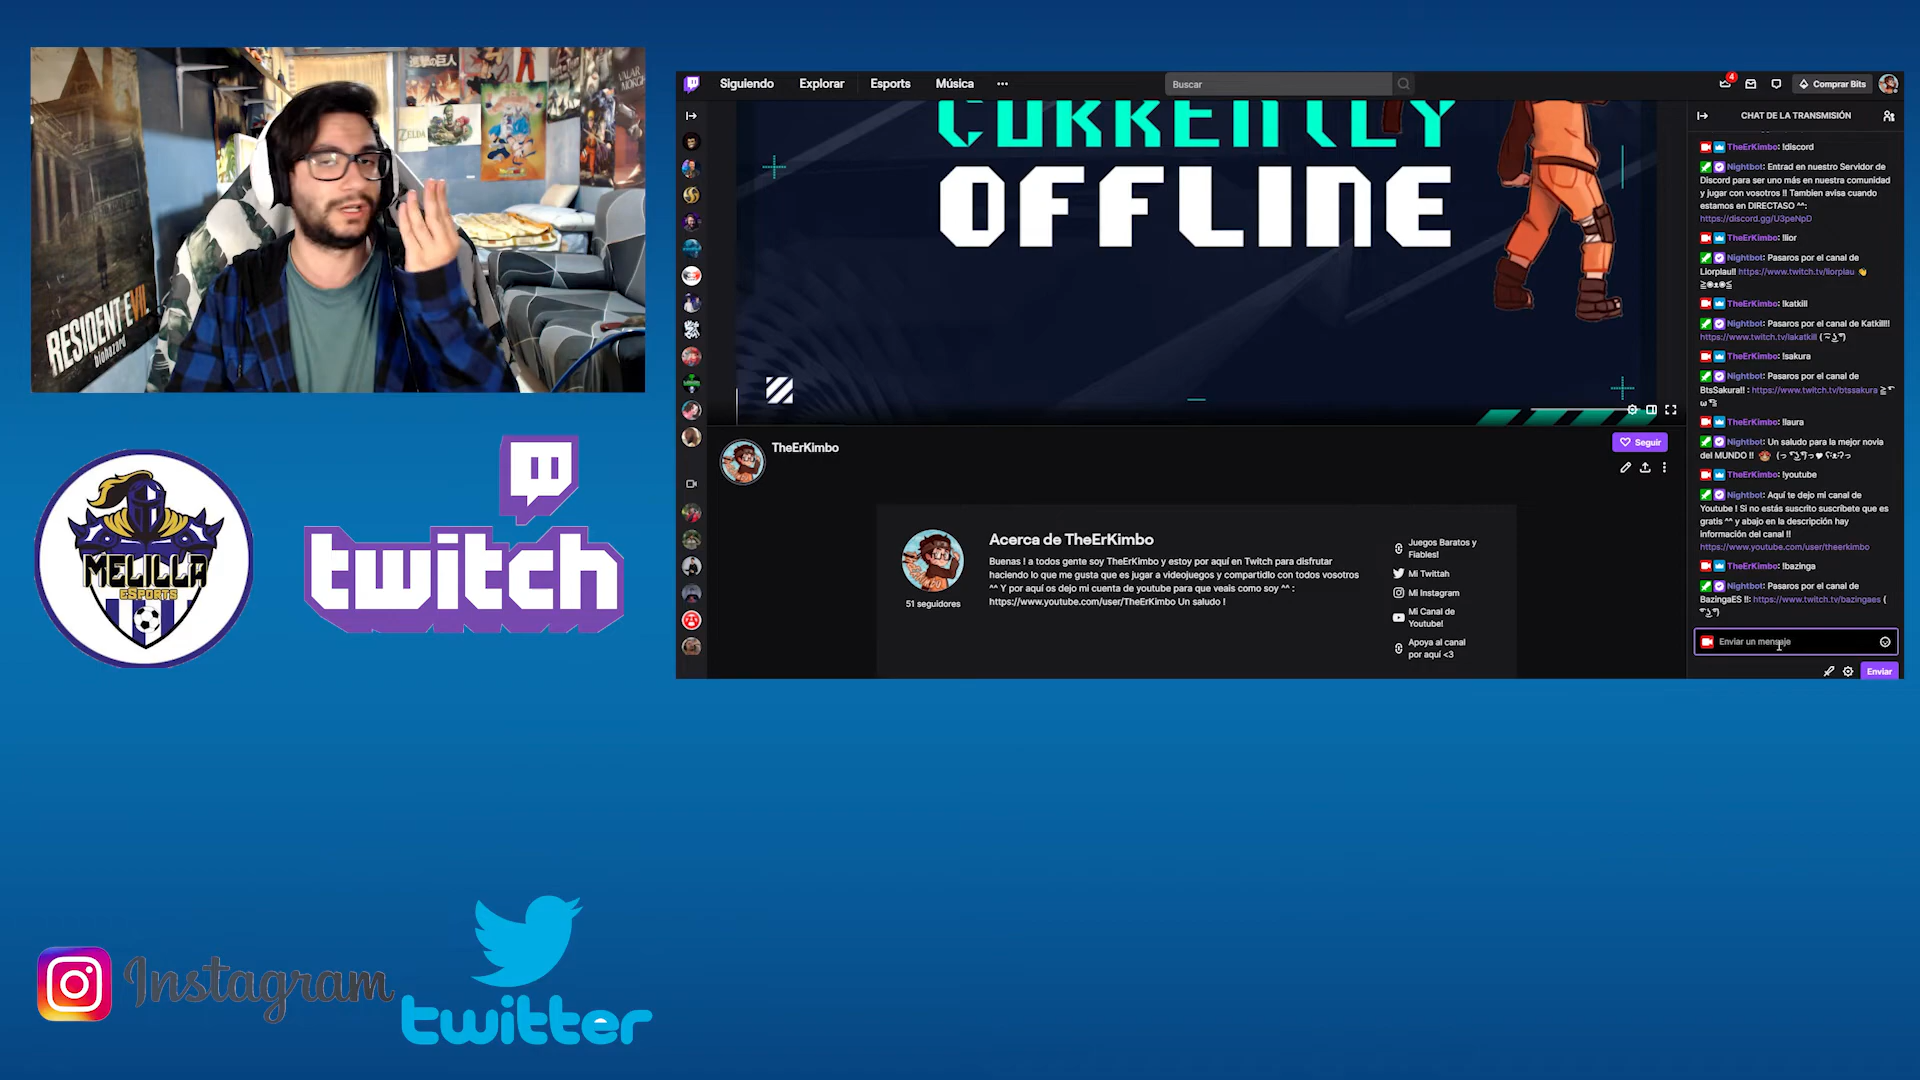 進撃の巨人
ZELDA
VALAR
MORGHULIS
RESIDENT EVIL
biohazard
MELILLA
ESPORTS
twitch
Instagram
twitter
Siguiendo
Explorar
Esports
Música
Buscar
4
Comprar Bits
CURRENTLY
OFFLINE
TheErKimbo
Seguir
Acerca de TheErKimbo
Buenas ! a todos gente soy TheErKimbo y estoy por aquí en Twitch para disfrutar
haciendo lo que me gusta que es jugar a videojuegos y compartidlo con todos vosotros
^^ Y por aquí os dejo mi cuenta de youtube para que veais como soy ^^ :
https://www.youtube.com/user/TheErKimbo Un saludo !
51 seguidores
Juegos Baratos y
Fiables!
Mi Twittah
Mi Instagram
Mi Canal de
Youtube!
Apoya al canal
por aquí <3
CHAT DE LA TRANSMISIÓN
TheErKimbo: !discord
Nightbot: Entrad en nuestro Servidor de
Discord para ser uno más en nuestra comunidad
y jugar con vosotros !! Tambien avisa cuando
estamos en DIRECTASO ^^:
https://discord.gg/U3peNpD
TheErKimbo: !lior
Nightbot: Pasaros por el canal de
Liorplau!! https://www.twitch.tv/liorplau
TheErKimbo: !katkill
Nightbot: Pasaros por el canal de Katkill!!
https://www.twitch.tv/lakatkill
TheErKimbo: !sakura
Nightbot: Pasaros por el canal de
BtsSakura!! : https://www.twitch.tv/btssakura
TheErKimbo: !laura
Nightbot: Un saludo para la mejor novia
del MUNDO !!
TheErKimbo: !youtube
Nightbot: Aquí te dejo mi canal de
Youtube ! Si no estás suscrito suscríbete que es
gratis ^^ y abajo en la descripción hay
información del canal !!
https://www.youtube.com/user/theerkimbo
TheErKimbo: !bazinga
Nightbot: Pasaros por el canal de
BazingaES !!: https://www.twitch.tv/bazingaes
Enviar un mensaje
Enviar